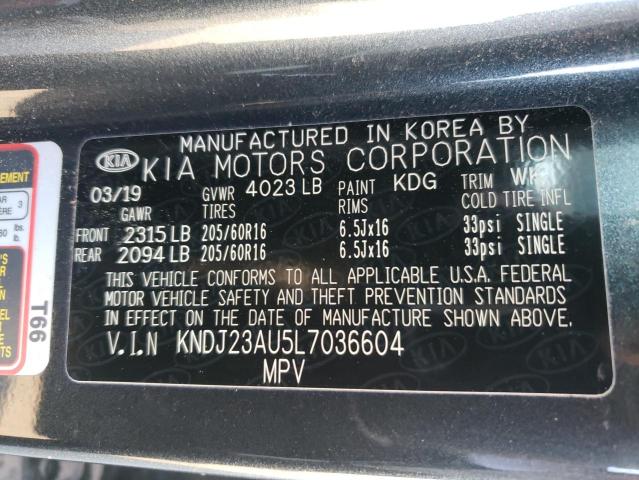 MANUFACTURED IN KOREA BY
KIA KIA MOTORS CORPORATION
03/19 GVWR 4023 LB PAINT KDG TRIM WK
GAWR TIRES RIMS COLD TIRE INFL
FRONT 2315 LB 205/60R16 6.5Jx16 33psi SINGLE
REAR 2094 LB 205/60R16 6.5Jx16 33psi SINGLE
THIS VEHICLE CONFORMS TO ALL APPLICABLE U.S.A. FEDERAL
MOTOR VEHICLE SAFETY AND THEFT PREVENTION STANDARDS
IN EFFECT ON THE DATE OF MANUFACTURE SHOWN ABOVE.
V.I.N KNDJ23AU5L7036604
MPV
T66